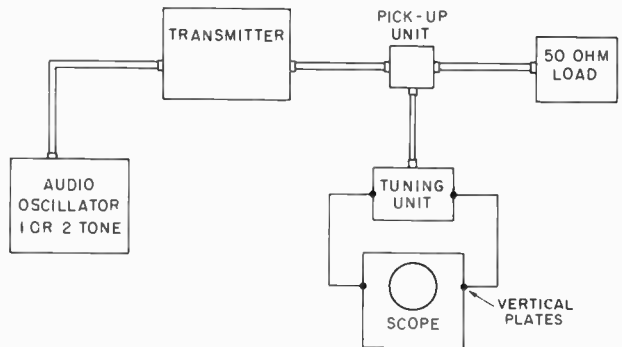 TRANSMITTER
PICK-UP
UNIT
50 OHM
LOAD
AUDIO
OSCILLATOR
1 OR 2 TONE
TUNING
UNIT
SCOPE
VERTICAL
PLATES